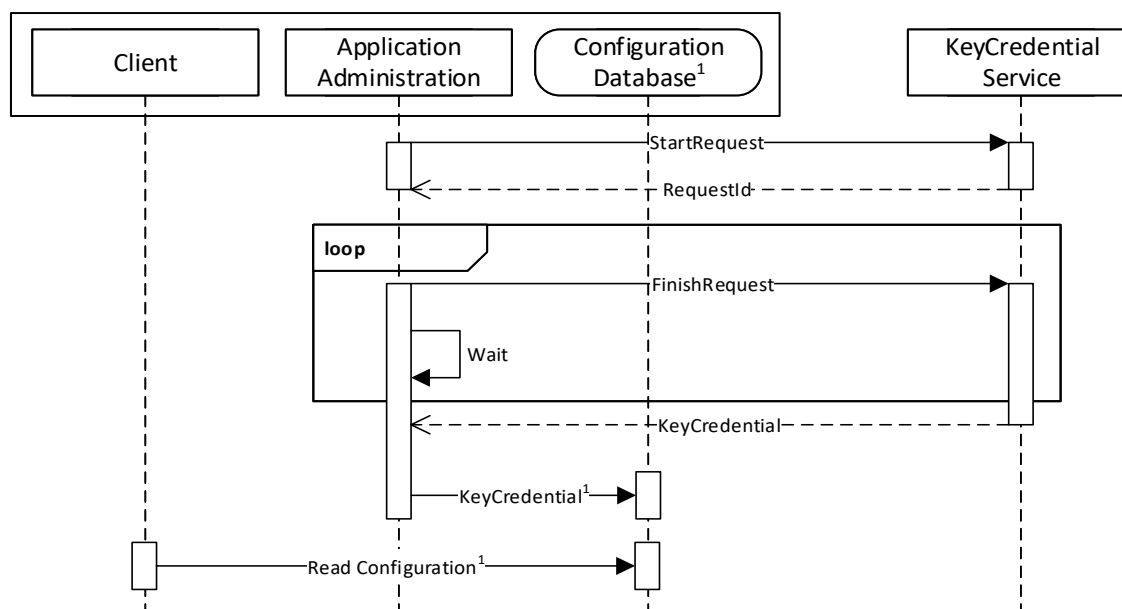 Client
Application
Administration
Configuration
Database¹
KeyCredential
Service
StartRequest
RequestId
loop
FinishRequest
Wait
KeyCredential
KeyCredential¹
Read Configuration¹